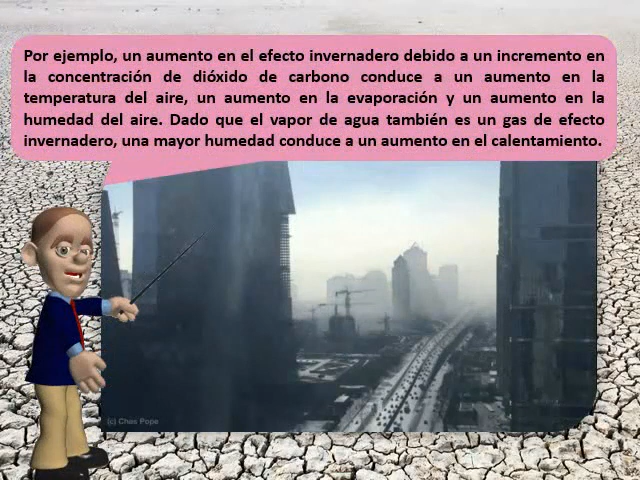 Por ejemplo, un aumento en el efecto invernadero debido a un incremento en
la concentración de dióxido de carbono conduce a un aumento en la
temperatura del aire, un aumento en la evaporación y un aumento en la
humedad del aire. Dado que el vapor de agua también es un gas de efecto
invernadero, una mayor humedad conduce a un aumento en el calentamiento.
(c) Chas Pope